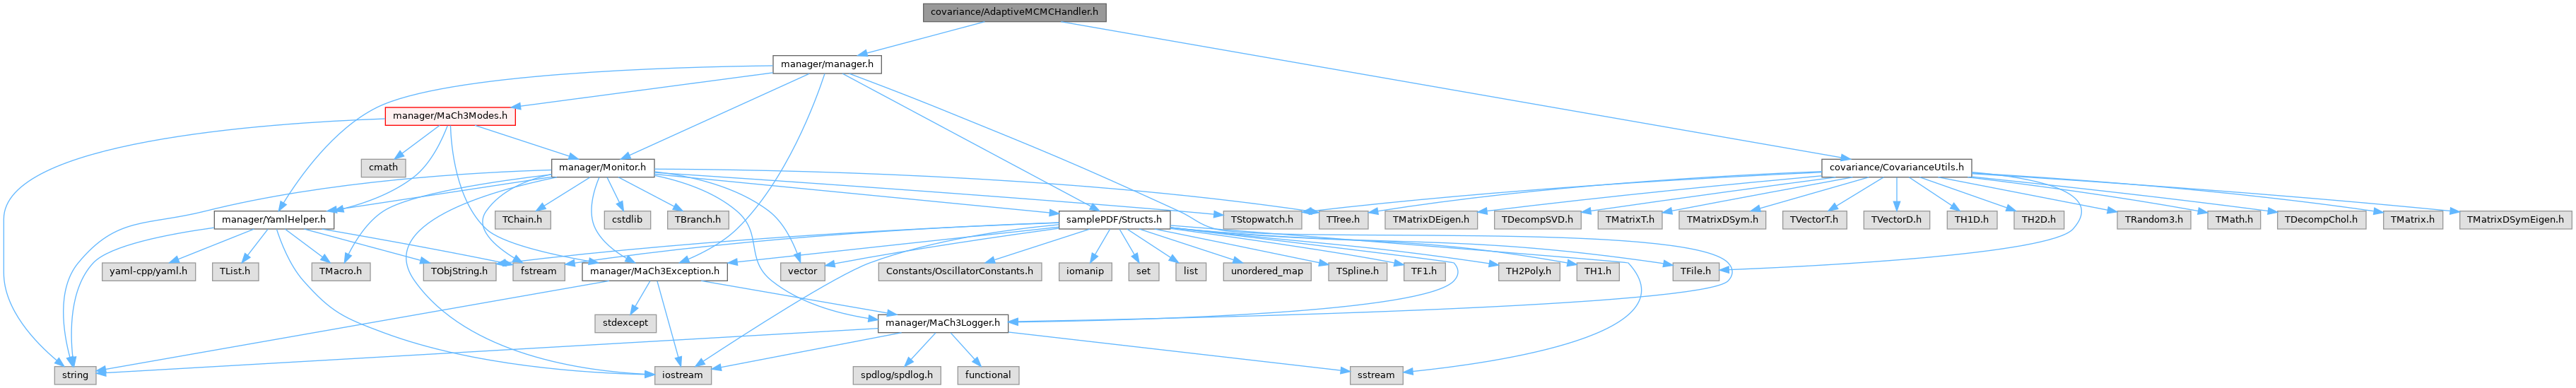 covariance/AdaptiveMCMCHandler.h
manager/manager.h
manager/MaCh3Modes.h
cmath
manager/Monitor.h
covariance/CovarianceUtils.h
manager/YamlHelper.h
TChain.h
cstdlib
TBranch.h
samplePDF/Structs.h
TStopwatch.h
TTree.h
TMatrixDEigen.h
TDecompSVD.h
TMatrixT.h
TMatrixDSym.h
TVectorT.h
TVectorD.h
TH1D.h
TH2D.h
TRandom3.h
TMath.h
TDecompChol.h
TMatrix.h
TMatrixDSymEigen.h
yaml-cpp/yaml.h
TList.h
TMacro.h
TObjString.h
fstream
manager/MaCh3Exception.h
vector
Constants/OscillatorConstants.h
iomanip
set
list
unordered_map
TSpline.h
TF1.h
TH2Poly.h
TH1.h
TFile.h
stdexcept
manager/MaCh3Logger.h
string
iostream
spdlog/spdlog.h
functional
sstream